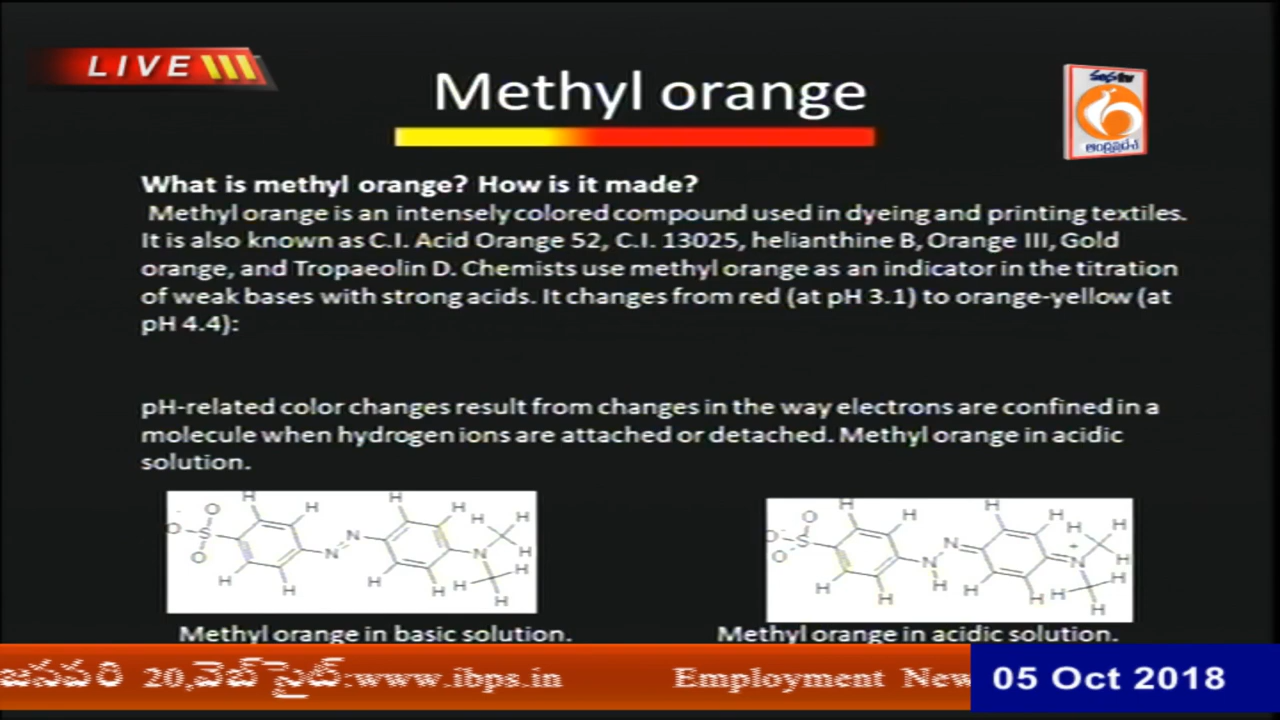 LIVE
Methyl orange
సప్తగిరి tv
ఆంధ్రప్రదేశ్
What is methyl orange? How is it made?
Methyl orange is an intensely colored compound used in dyeing and printing textiles.
It is also known as C.I. Acid Orange 52, C.I. 13025, helianthine B, Orange III, Gold
orange, and Tropaeolin D. Chemists use methyl orange as an indicator in the titration
of weak bases with strong acids. It changes from red (at pH 3.1) to orange-yellow (at
pH 4.4):
pH-related color changes result from changes in the way electrons are confined in a
molecule when hydrogen ions are attached or detached. Methyl orange in acidic
solution.
Methyl orange in basic solution.
Methyl orange in acidic solution.
జనవరి 20,వెబ్ సైట్:www.ibps.in Employment New
05 Oct 2018